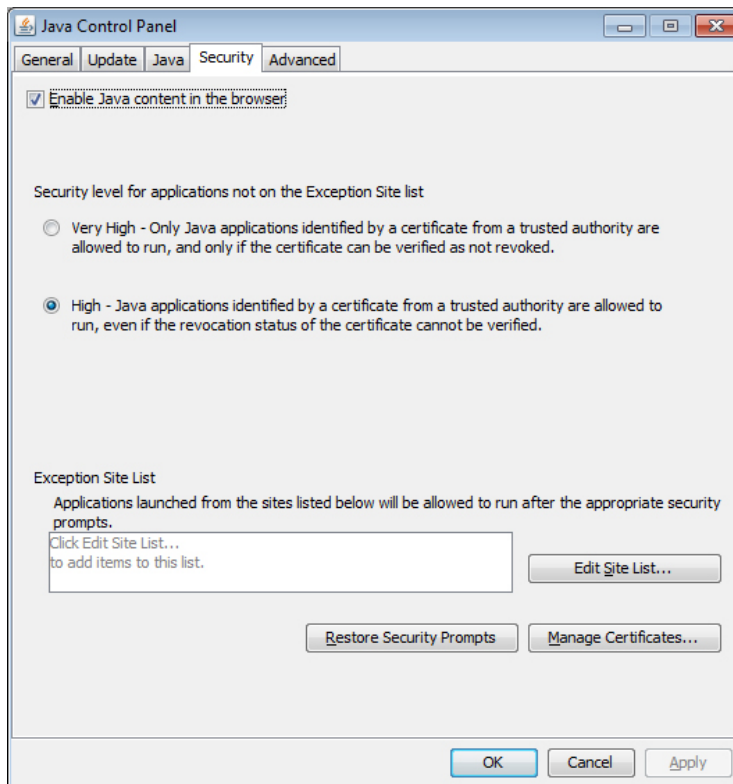 Java Control Panel
General Update Java Security Advanced
Enable Java content in the browser
Security level for applications not on the Exception Site list
Very High - Only Java applications identified by a certificate from a trusted authority are
allowed to run, and only if the certificate can be verified as not revoked.
High - Java applications identified by a certificate from a trusted authority are allowed to
run, even if the revocation status of the certificate cannot be verified.
Exception Site List
Applications launched from the sites listed below will be allowed to run after the appropriate security
prompts.
Click Edit Site List...
to add items to this list.
Edit Site List...
Restore Security Prompts Manage Certificates...
OK Cancel Apply